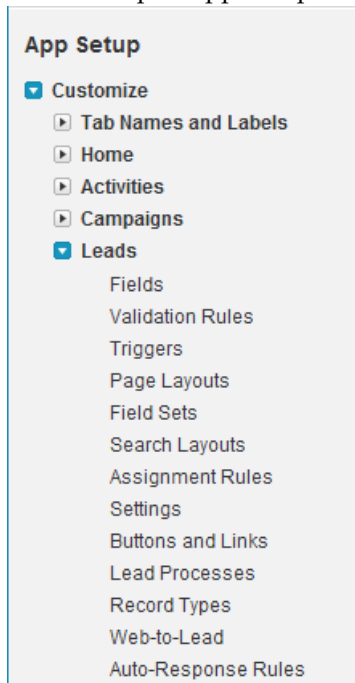 App Setup
Customize
Tab Names and Labels
Home
Activities
Campaigns
Leads
Fields
Validation Rules
Triggers
Page Layouts
Field Sets
Search Layouts
Assignment Rules
Settings
Buttons and Links
Lead Processes
Record Types
Web-to-Lead
Auto-Response Rules